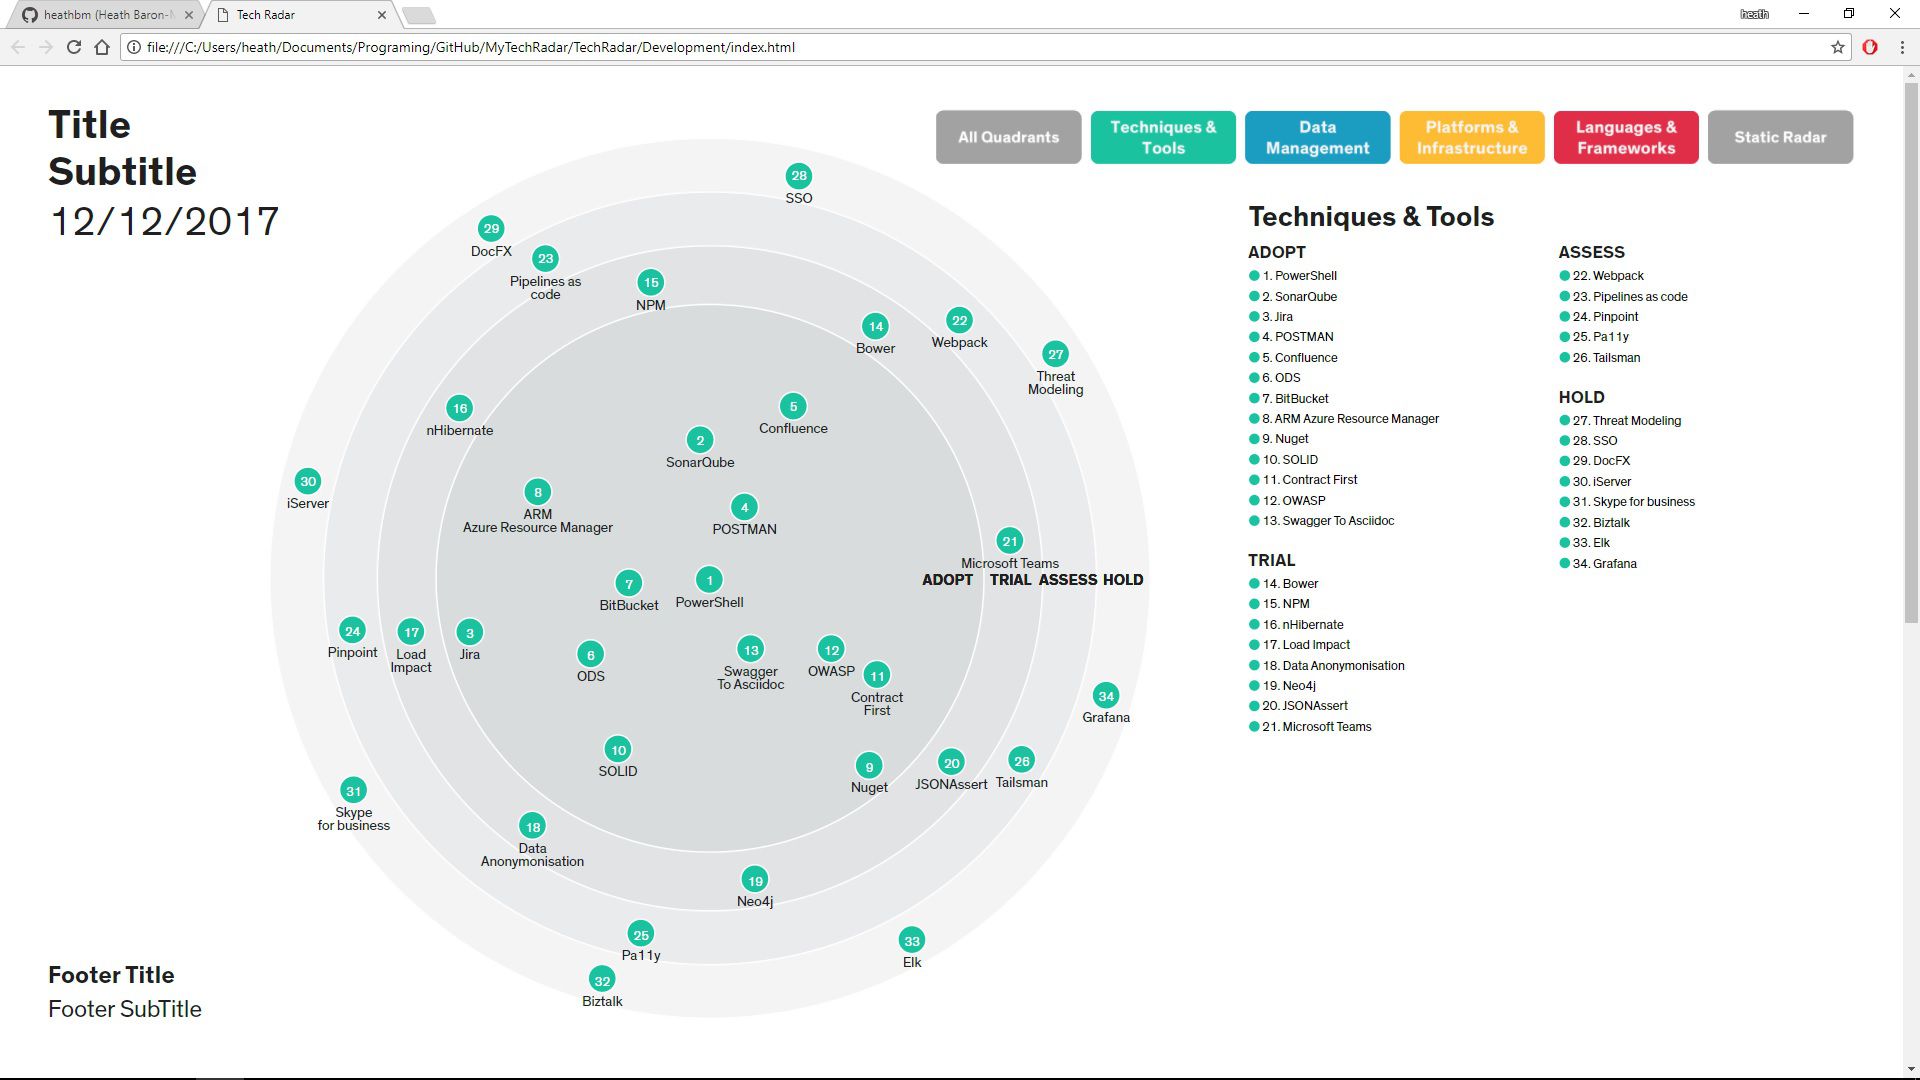 heathbm (Heath Baron-M
Tech Radar
heath
file:///C:/Users/heath/Documents/Programing/GitHub/MyTechRadar/TechRadar/Development/index.html
Title
Subtitle
12/12/2017
All Quadrants
Techniques &
Tools
Data
Management
Platforms &
Infrastructure
Languages &
Frameworks
Static Radar
28
SSO
29
DocFX
23
Pipelines as
code
15
NPM
14
Bower
22
Webpack
27
Threat
Modeling
16
nHibernate
5
Confluence
2
SonarQube
30
iServer
8
ARM
Azure Resource Manager
4
POSTMAN
21
Microsoft Teams
ADOPT TRIAL ASSESS HOLD
7
BitBucket
1
PowerShell
24
Pinpoint
17
Load
Impact
3
Jira
6
ODS
13
Swagger
To Asciidoc
12
OWASP
11
Contract
First
34
Grafana
10
SOLID
9
Nuget
20
JSONAssert
26
Tailsman
31
Skype
for business
18
Data
Anonymonisation
19
Neo4j
25
Pa11y
33
Elk
32
Biztalk
Techniques & Tools
ADOPT
1. PowerShell
2. SonarQube
3. Jira
4. POSTMAN
5. Confluence
6. ODS
7. BitBucket
8. ARM Azure Resource Manager
9. Nuget
10. SOLID
11. Contract First
12. OWASP
13. Swagger To Asciidoc
TRIAL
14. Bower
15. NPM
16. nHibernate
17. Load Impact
18. Data Anonymonisation
19. Neo4j
20. JSONAssert
21. Microsoft Teams
ASSESS
22. Webpack
23. Pipelines as code
24. Pinpoint
25. Pa11y
26. Tailsman
HOLD
27. Threat Modeling
28. SSO
29. DocFX
30. iServer
31. Skype for business
32. Biztalk
33. Elk
34. Grafana
Footer Title
Footer SubTitle